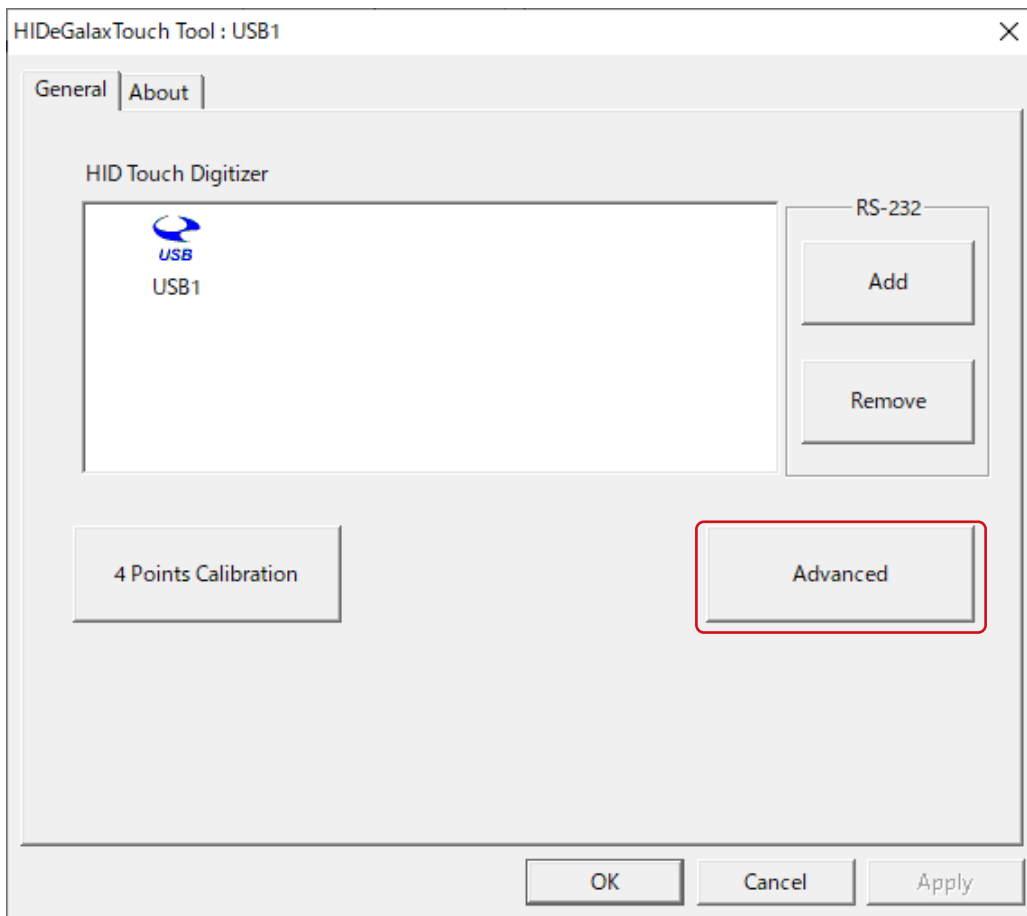 HIDeGalaxTouch Tool : USB1
General
About
HID Touch Digitizer
USB
USB1
RS-232
Add
Remove
4 Points Calibration
Advanced
OK
Cancel
Apply